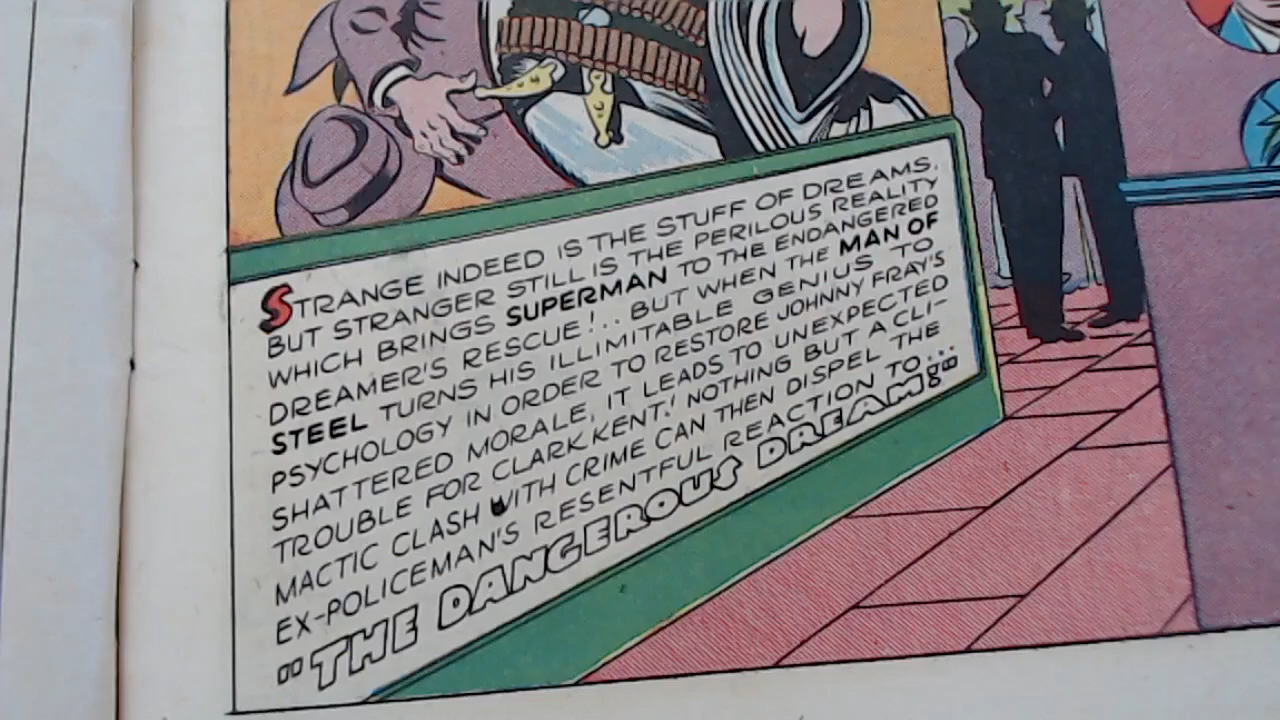 STRANGE INDEED IS THE STUFF OF DREAMS,
BUT STRANGER STILL IS THE PERILOUS REALITY
WHICH BRINGS SUPERMAN TO THE ENDANGERED
DREAMER'S RESCUE!.. BUT WHEN THE MAN OF
STEEL TURNS HIS ILLIMITABLE GENIUS TO
PSYCHOLOGY IN ORDER TO RESTORE JOHNNY FRAY'S
SHATTERED MORALE, IT LEADS TO UNEXPECTED
TROUBLE FOR CLARK KENT! NOTHING BUT A CLI-
MACTIC CLASH WITH CRIME CAN THEN DISPEL THE
EX-POLICEMAN'S RESENTFUL REACTION TO...
"THE DANGEROUS DREAM!"